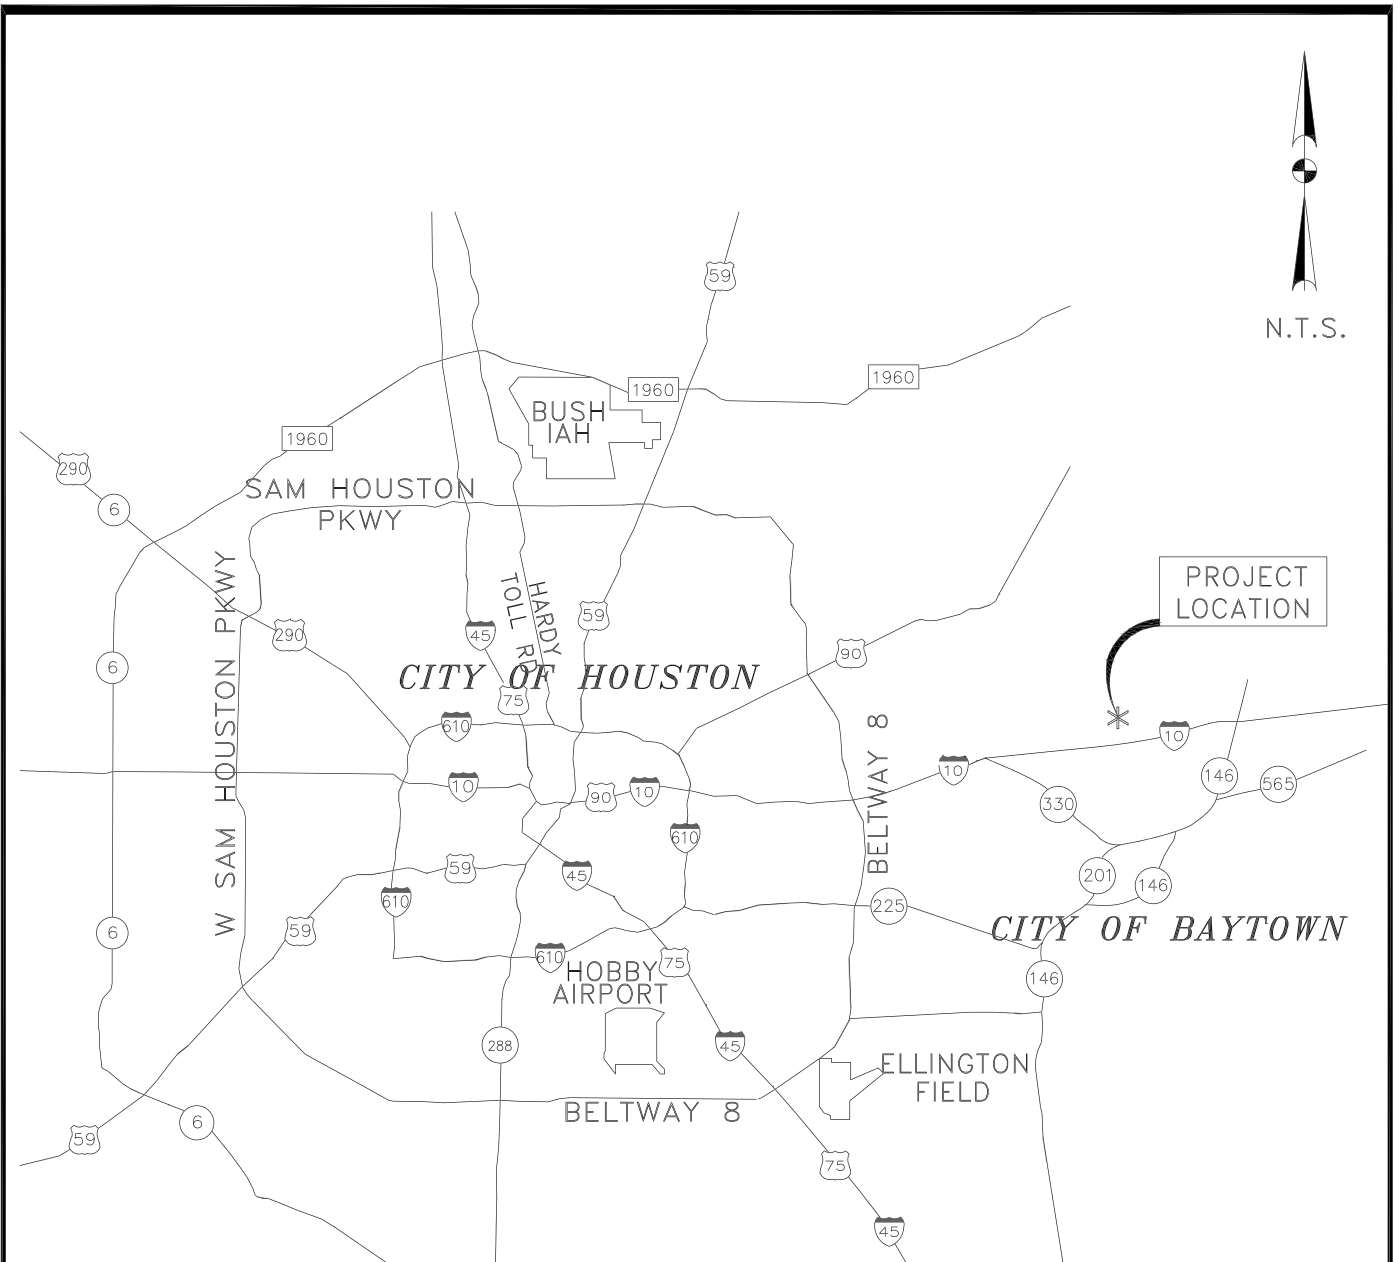 59
N.T.S.
1960
1960
BUSH
IAH
1960
290
SAM HOUSTON
PKWY
6
PROJECT
LOCATION
HARDY
TOLL RD
59
45
290
90
6
CITY OF HOUSTON
75
W SAM HOUSTON PKWY
610
BELTWAY 8
10
10
146
565
10
90
10
330
610
59
45
201
146
610
225
59
6
CITY OF BAYTOWN
610
75
HOBBY
AIRPORT
146
288
45
ELLINGTON
FIELD
BELTWAY 8
6
59
75
45